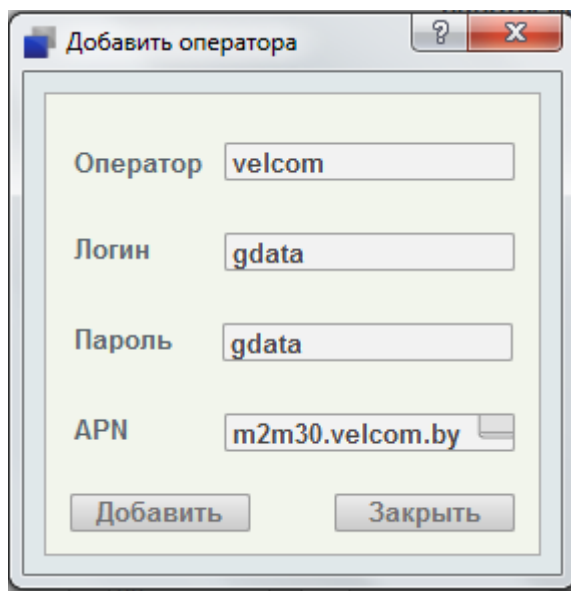 Добавить оператора
Оператор velcom
Логин gdata
Пароль gdata
APN m2m30.velcom.by
Добавить Закрыть